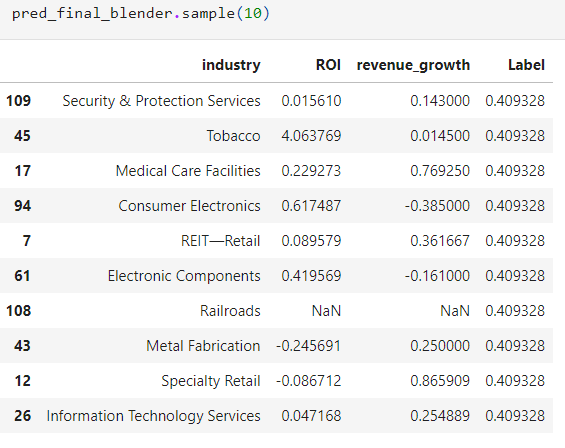 pred_final_blender.sample(10)
industry ROI revenue_growth Label
109 Security & Protection Services 0.015610 0.143000 0.409328
45 Tobacco 4.063769 0.014500 0.409328
17 Medical Care Facilities 0.229273 0.769250 0.409328
94 Consumer Electronics 0.617487 -0.385000 0.409328
7 REIT—Retail 0.089579 0.361667 0.409328
61 Electronic Components 0.419569 -0.161000 0.409328
108 Railroads NaN NaN 0.409328
43 Metal Fabrication -0.245691 0.250000 0.409328
12 Specialty Retail -0.086712 0.865909 0.409328
26 Information Technology Services 0.047168 0.254889 0.409328